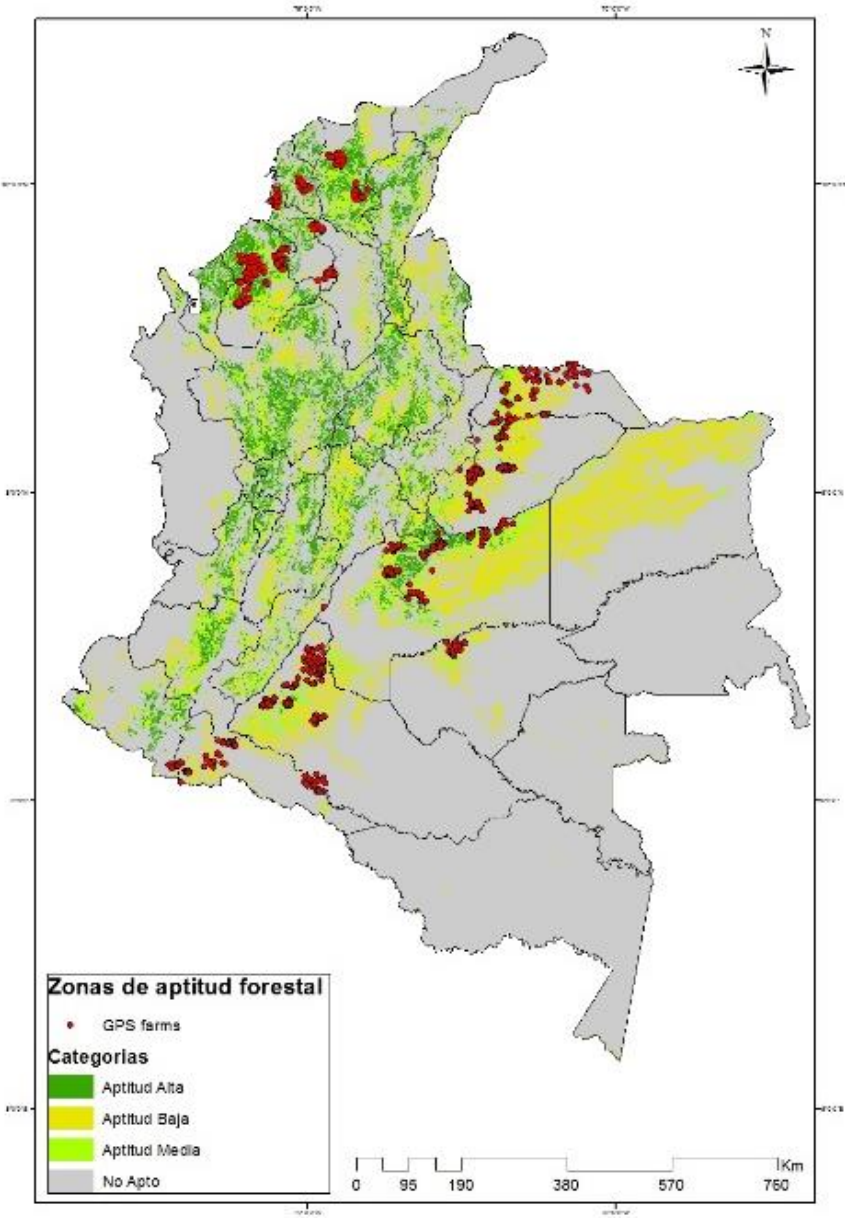 N
Zonas de aptitud forestal
GPS farms
Categorias
Aptitud Alta
Aptitud Baja
Aptitud Media
No Apto
Km
0 95 190 380 570 760